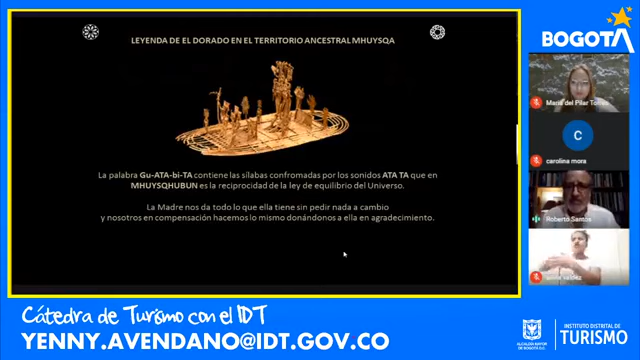 LEYENDA DE EL DORADO EN EL TERRITORIO ANCESTRAL MHUYSQA
La palabra Gu-ATA-bi-TA contiene las sílabas confromadas por los sonidos ATA TA que en
MHUYSQHUBUN es la reciprocidad de la ley de equilibrio del Universo.
La Madre nos da todo lo que ella tiene sin pedir nada a cambio
y nosotros en compensación hacemos lo mismo donándonos a ella en agradecimiento.
BOGOTÁ
María del Pilar
C
carolina mora
Roberto Santos
Cátedra de Turismo con el IDT
YENNY.AVENDANO@IDT.GOV.CO
ALCALDÍA MAYOR
DE BOGOTÁ D.C.
INSTITUTO DISTRITAL
DE TURISMO